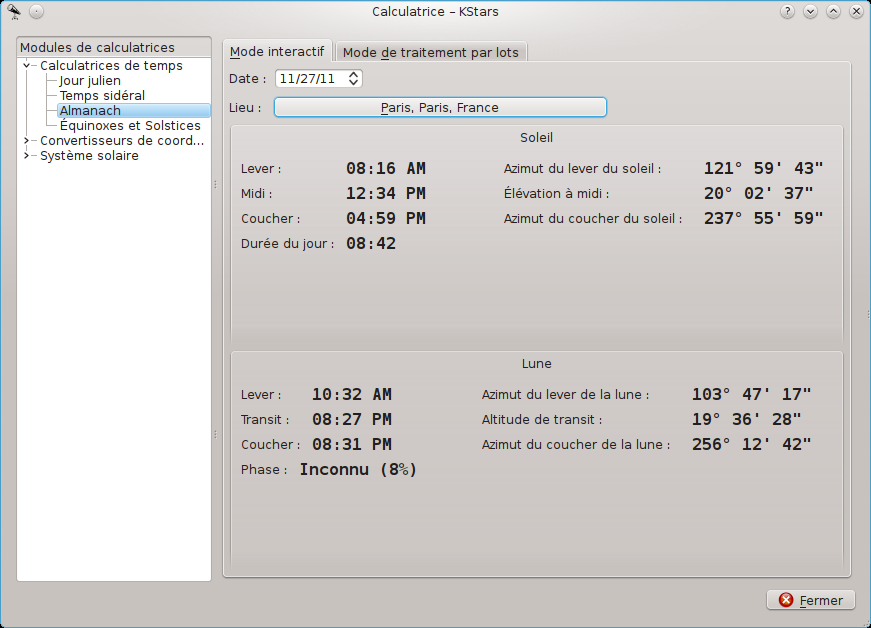 Calculatrice – KStars
Modules de calculatrices
Calculatrices de temps
Jour julien
Temps sidéral
Almanach
Équinoxes et Solstices
Convertisseurs de coord...
Système solaire
Mode interactif
Mode de traitement par lots
Date : 11/27/11
Lieu : Paris, Paris, France
Soleil
Lever : 08:16 AM Azimut du lever du soleil : 121° 59' 43"
Midi : 12:34 PM Élévation à midi : 20° 02' 37"
Coucher : 04:59 PM Azimut du coucher du soleil : 237° 55' 59"
Durée du jour : 08:42
Lune
Lever : 10:32 AM Azimut du lever de la lune : 103° 47' 17"
Transit : 08:27 PM Altitude de transit : 19° 36' 28"
Coucher : 08:31 PM Azimut du coucher de la lune : 256° 12' 42"
Phase : Inconnu (8%)
Fermer